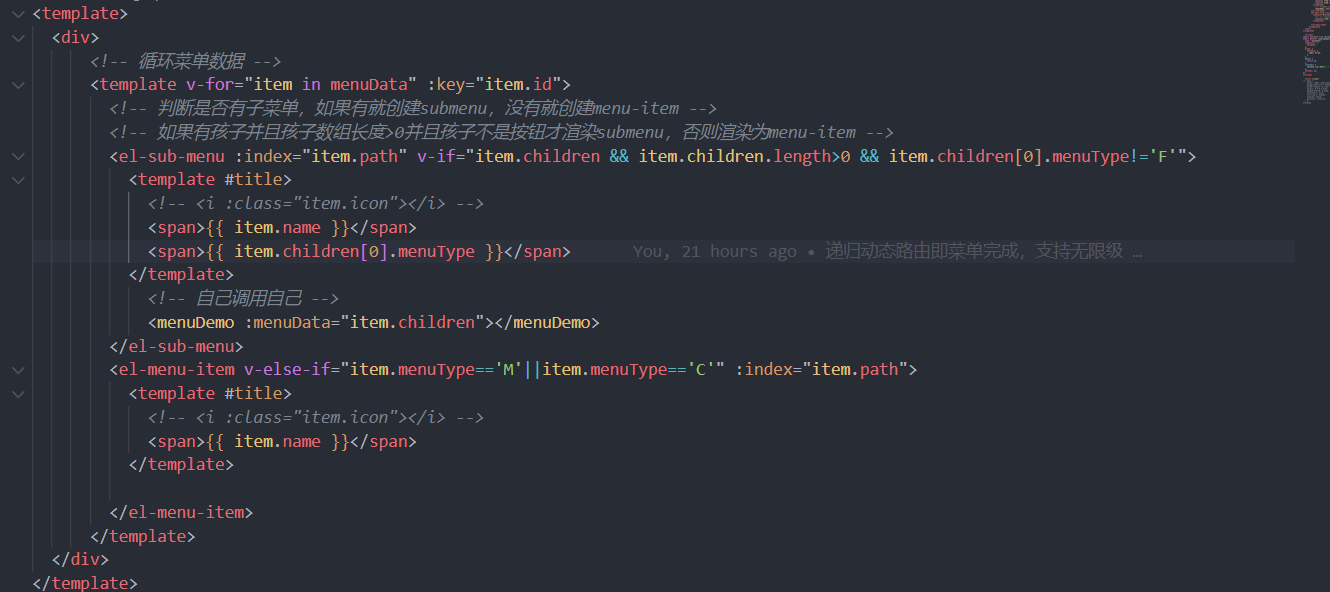 <template>
<div>
<!-- 循环菜单数据 -->
<template v-for="item in menuData" :key="item.id">
<!-- 判断是否有子菜单，如果有就创建submenu，没有就创建menu-item -->
<!-- 如果有孩子并且孩子数组长度>0并且孩子不是按钮才渲染submenu，否则渲染为menu-item -->
<el-sub-menu :index="item.path" v-if="item.children && item.children.length>0 && item.children[0].menuType!='F'">
<template #title>
<!-- <i :class="item.icon"></i> -->
<span>{{ item.name }}</span>
<span>{{ item.children[0].menuType }}</span> You, 21 hours ago • 递归动态路由即菜单完成，支持无限级 …
</template>
<!-- 自己调用自己 -->
<menuDemo :menuData="item.children"></menuDemo>
</el-sub-menu>
<el-menu-item v-else-if="item.menuType=='M'||item.menuType=='C'" :index="item.path">
<template #title>
<!-- <i :class="item.icon"></i> -->
<span>{{ item.name }}</span>
</template>
</el-menu-item>
</template>
</div>
</template>